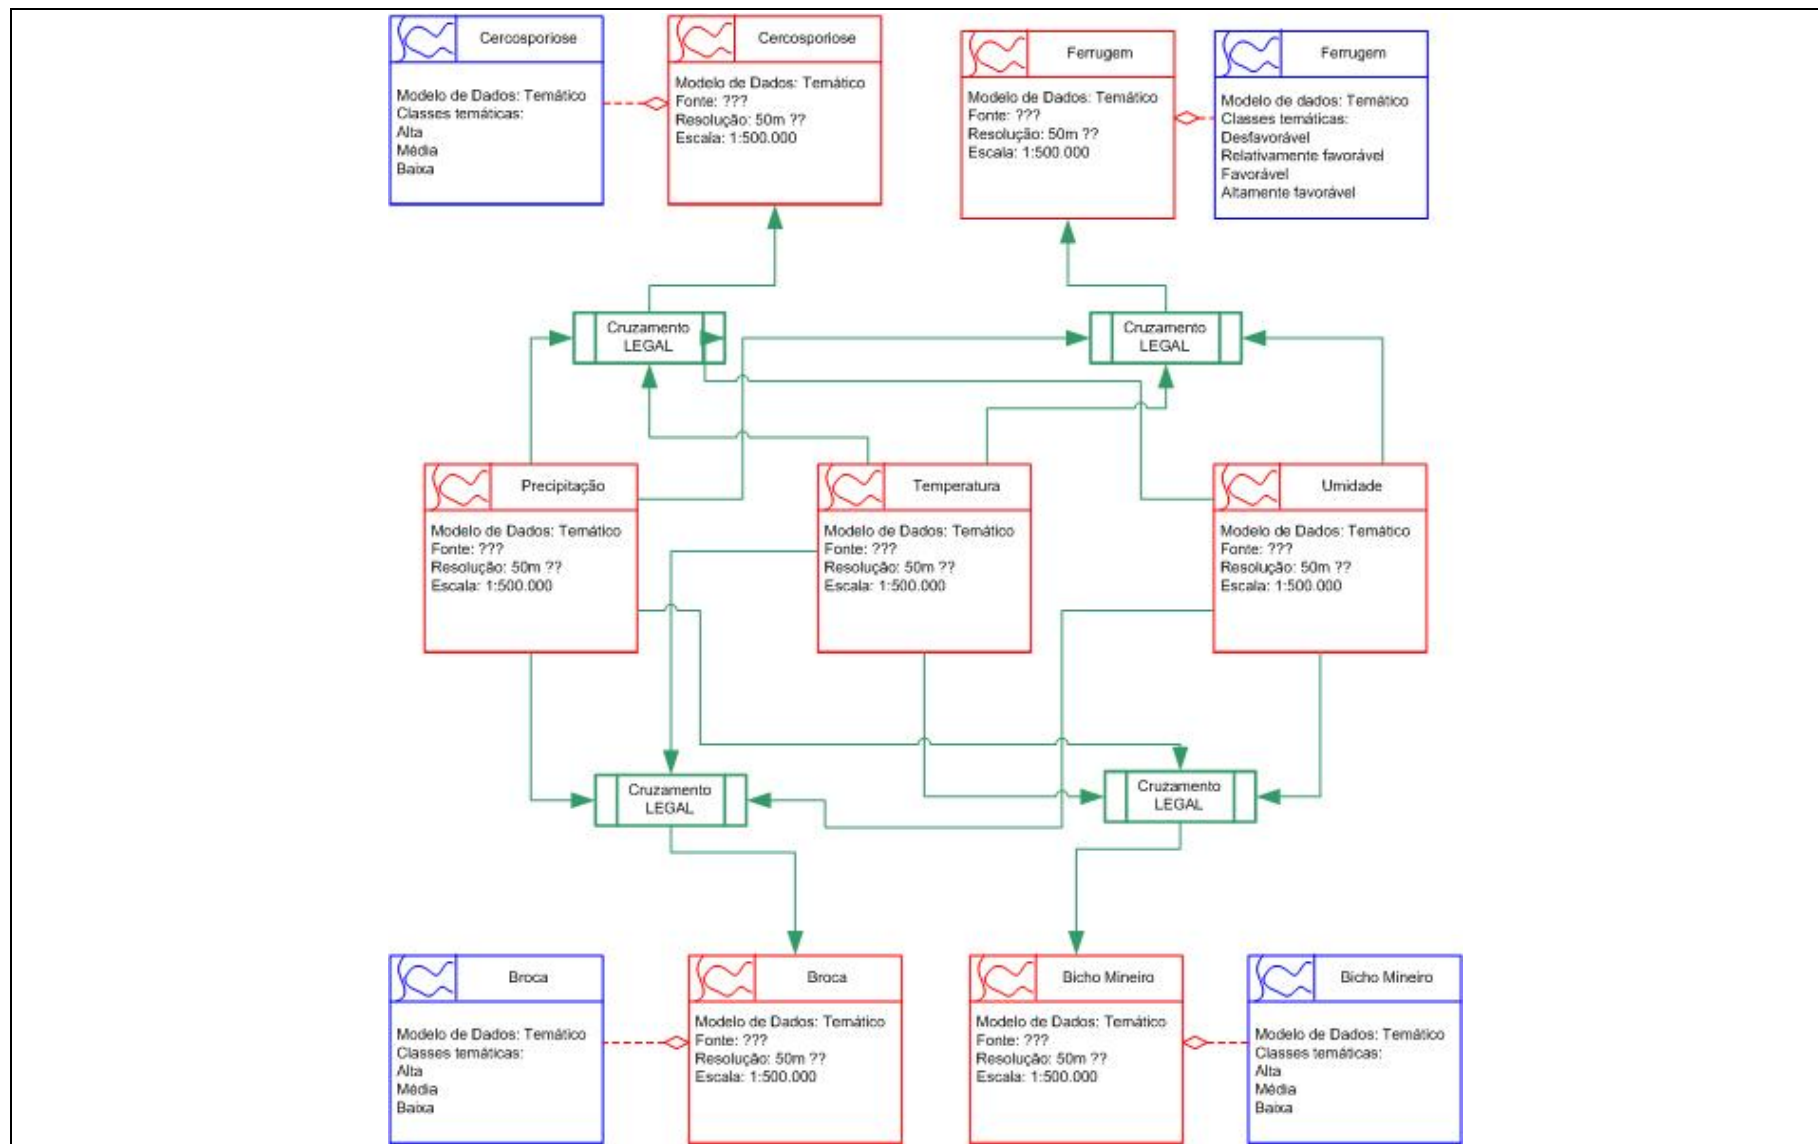 Cercosporiose
Modelo de Dados: Temático
Classes temáticas:
Alta
Média
Baixa
Cercosporiose
Modelo de Dados: Temático
Fonte: ???
Resolução: 50m ??
Escala: 1:500.000
Ferrugem
Modelo de Dados: Temático
Fonte: ???
Resolução: 50m ??
Escala: 1:500.000
Ferrugem
Modelo de dados: Temático
Classes temáticas:
Desfavorável
Relativamente favorável
Favorável
Altamente favorável
Cruzamento
LEGAL
Cruzamento
LEGAL
Precipitação
Modelo de Dados: Temático
Fonte: ???
Resolução: 50m ??
Escala: 1:500.000
Temperatura
Modelo de Dados: Temático
Fonte: ???
Resolução: 50m ??
Escala: 1:500.000
Umidade
Modelo de Dados: Temático
Fonte: ???
Resolução: 50m ??
Escala: 1:500.000
Cruzamento
LEGAL
Cruzamento
LEGAL
Broca
Modelo de Dados: Temático
Classes temáticas:
Alta
Média
Baixa
Broca
Modelo de Dados: Temático
Fonte: ???
Resolução: 50m ??
Escala: 1:500.000
Bicho Mineiro
Modelo de Dados: Temático
Fonte: ???
Resolução: 50m ??
Escala: 1:500.000
Bicho Mineiro
Modelo de Dados: Temático
Classes temáticas:
Alta
Média
Baixa